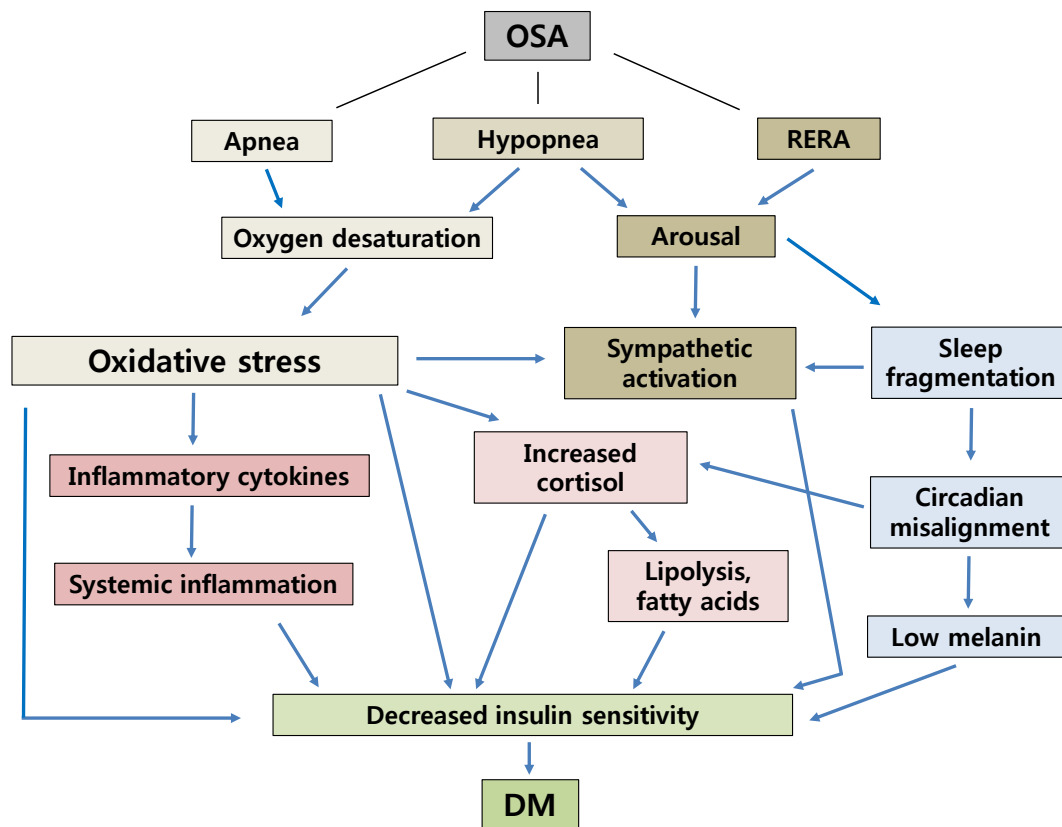 OSA
Apnea
Hypopnea
RERA
Oxygen desaturation
Arousal
Oxidative stress
Sympathetic
activation
Sleep
fragmentation
Inflammatory cytokines
Increased
cortisol
Circadian
misalignment
Systemic inflammation
Lipolysis,
fatty acids
Low melanin
Decreased insulin sensitivity
DM